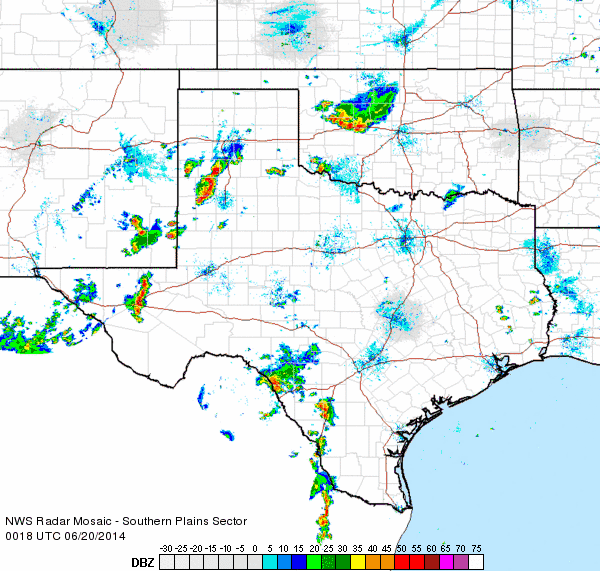 NWS Radar Mosaic - Southern Plains Sector
0018 UTC 06/20/2014
DBZ -30 -25 -20 -15 -10 -5 0 5 10 15 20 25 30 35 40 45 50 55 60 65 70 75